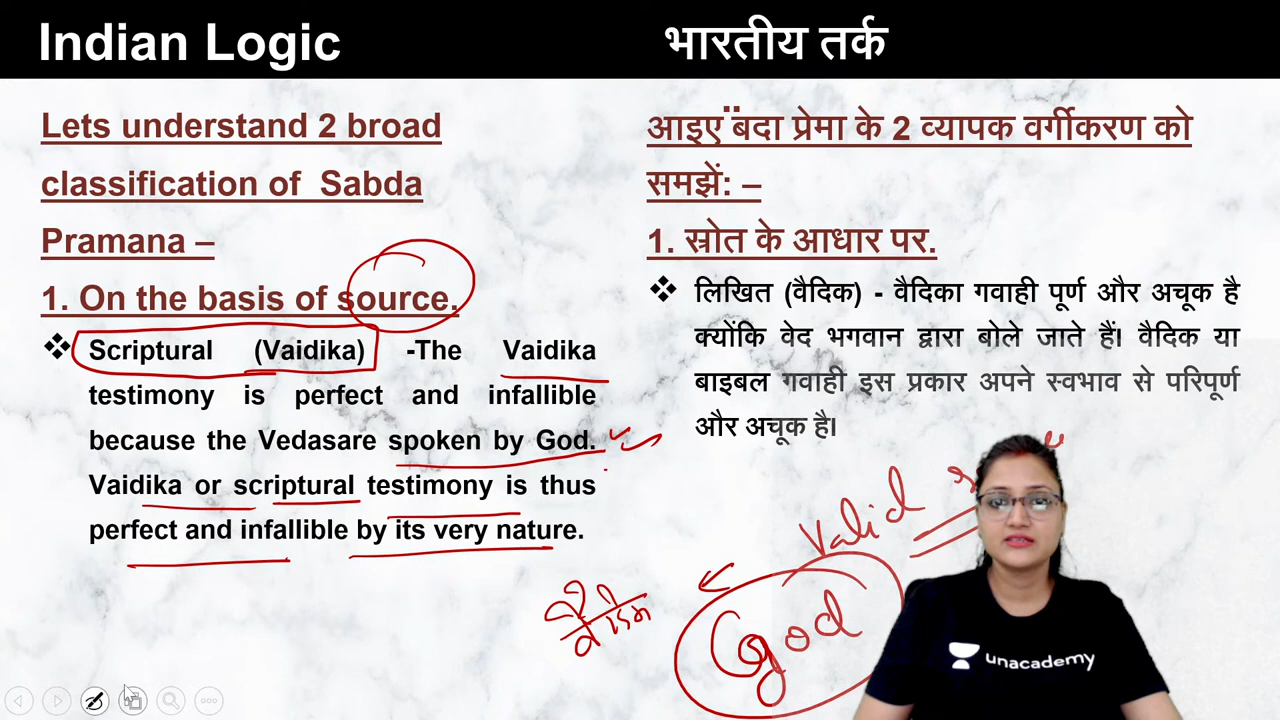 Indian Logic
भारतीय तर्क
Lets understand 2 broad
classification of Sabda
Pramana –
1. On the basis of source.
❖ Scriptural (Vaidika) -The Vaidika
testimony is perfect and infallible
because the Vedasare spoken by God.
Vaidika or scriptural testimony is thus
perfect and infallible by its very nature.
आइए ̈बदा प्रेमा के 2 व्यापक वर्गीकरण को
समझें: –
1. स्रोत के आधार पर.
❖ लिखित (वैदिक) - वैदिका गवाही पूर्ण और अचूक है
क्योंकि वेद भगवान द्वारा बोले जाते हैं। वैदिक या
बाइबल गवाही इस प्रकार अपने स्वभाव से परिपूर्ण
और अचूक है।
Valid
God
unacademy